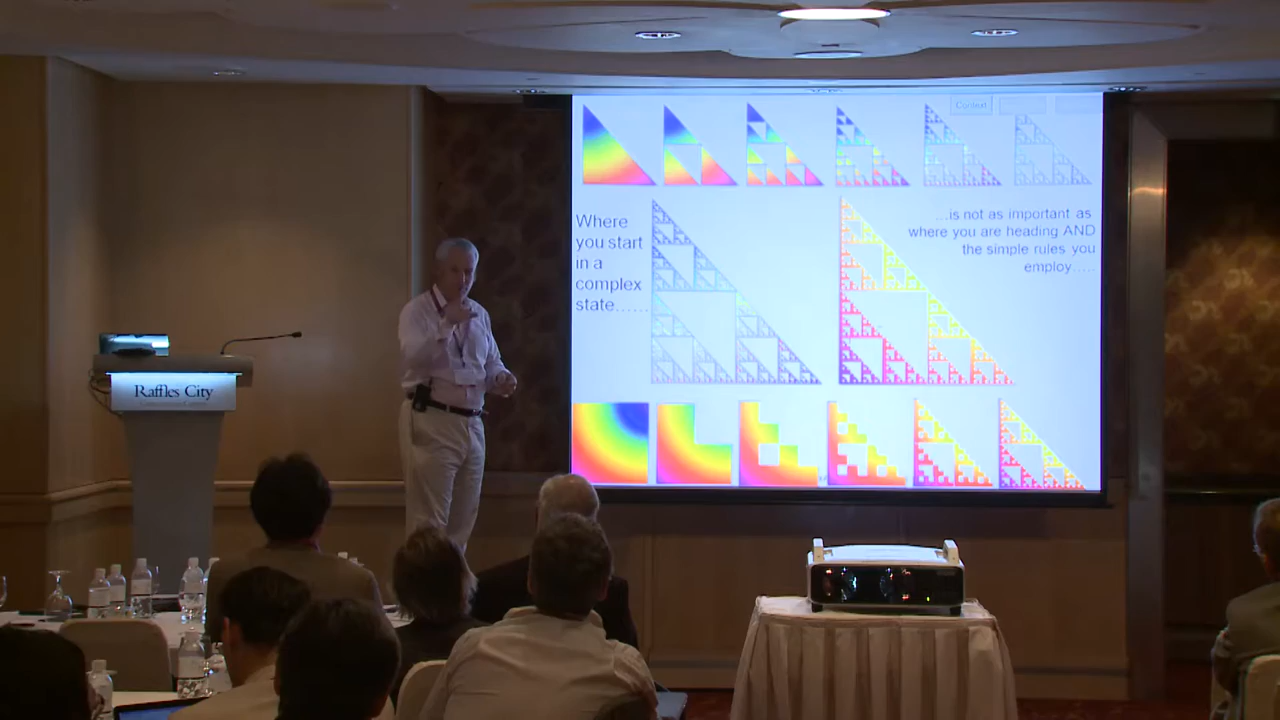 Context
Where
you start
in a
complex
state……
…is not as important as
where you are heading AND
the simple rules you
employ…..
Raffles City